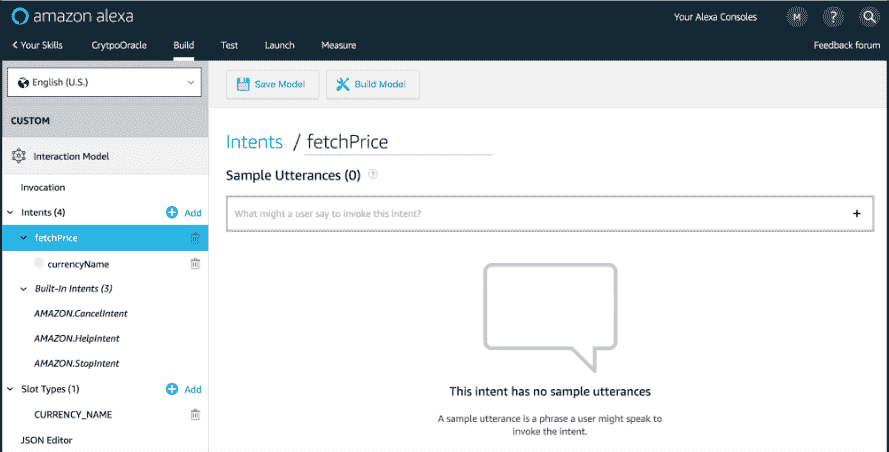 amazon alexa
Your Alexa Consoles M ?
Your Skills CrytpoOracle Build Test Launch Measure Feedback forum
English (U.S.) Save Model Build Model
CUSTOM
Interaction Model
Intents / fetchPrice
Sample Utterances (0) ?
Invocation
Intents (4) Add
What might a user say to invoke this intent? +
fetchPrice
currencyName
Built-In Intents (3)
AMAZON.CancelIntent
AMAZON.HelpIntent
AMAZON.StopIntent
Slot Types (1) Add
CURRENCY_NAME
JSON Editor
This intent has no sample utterances
A sample utterance is a phrase a user might speak to
invoke the intent.